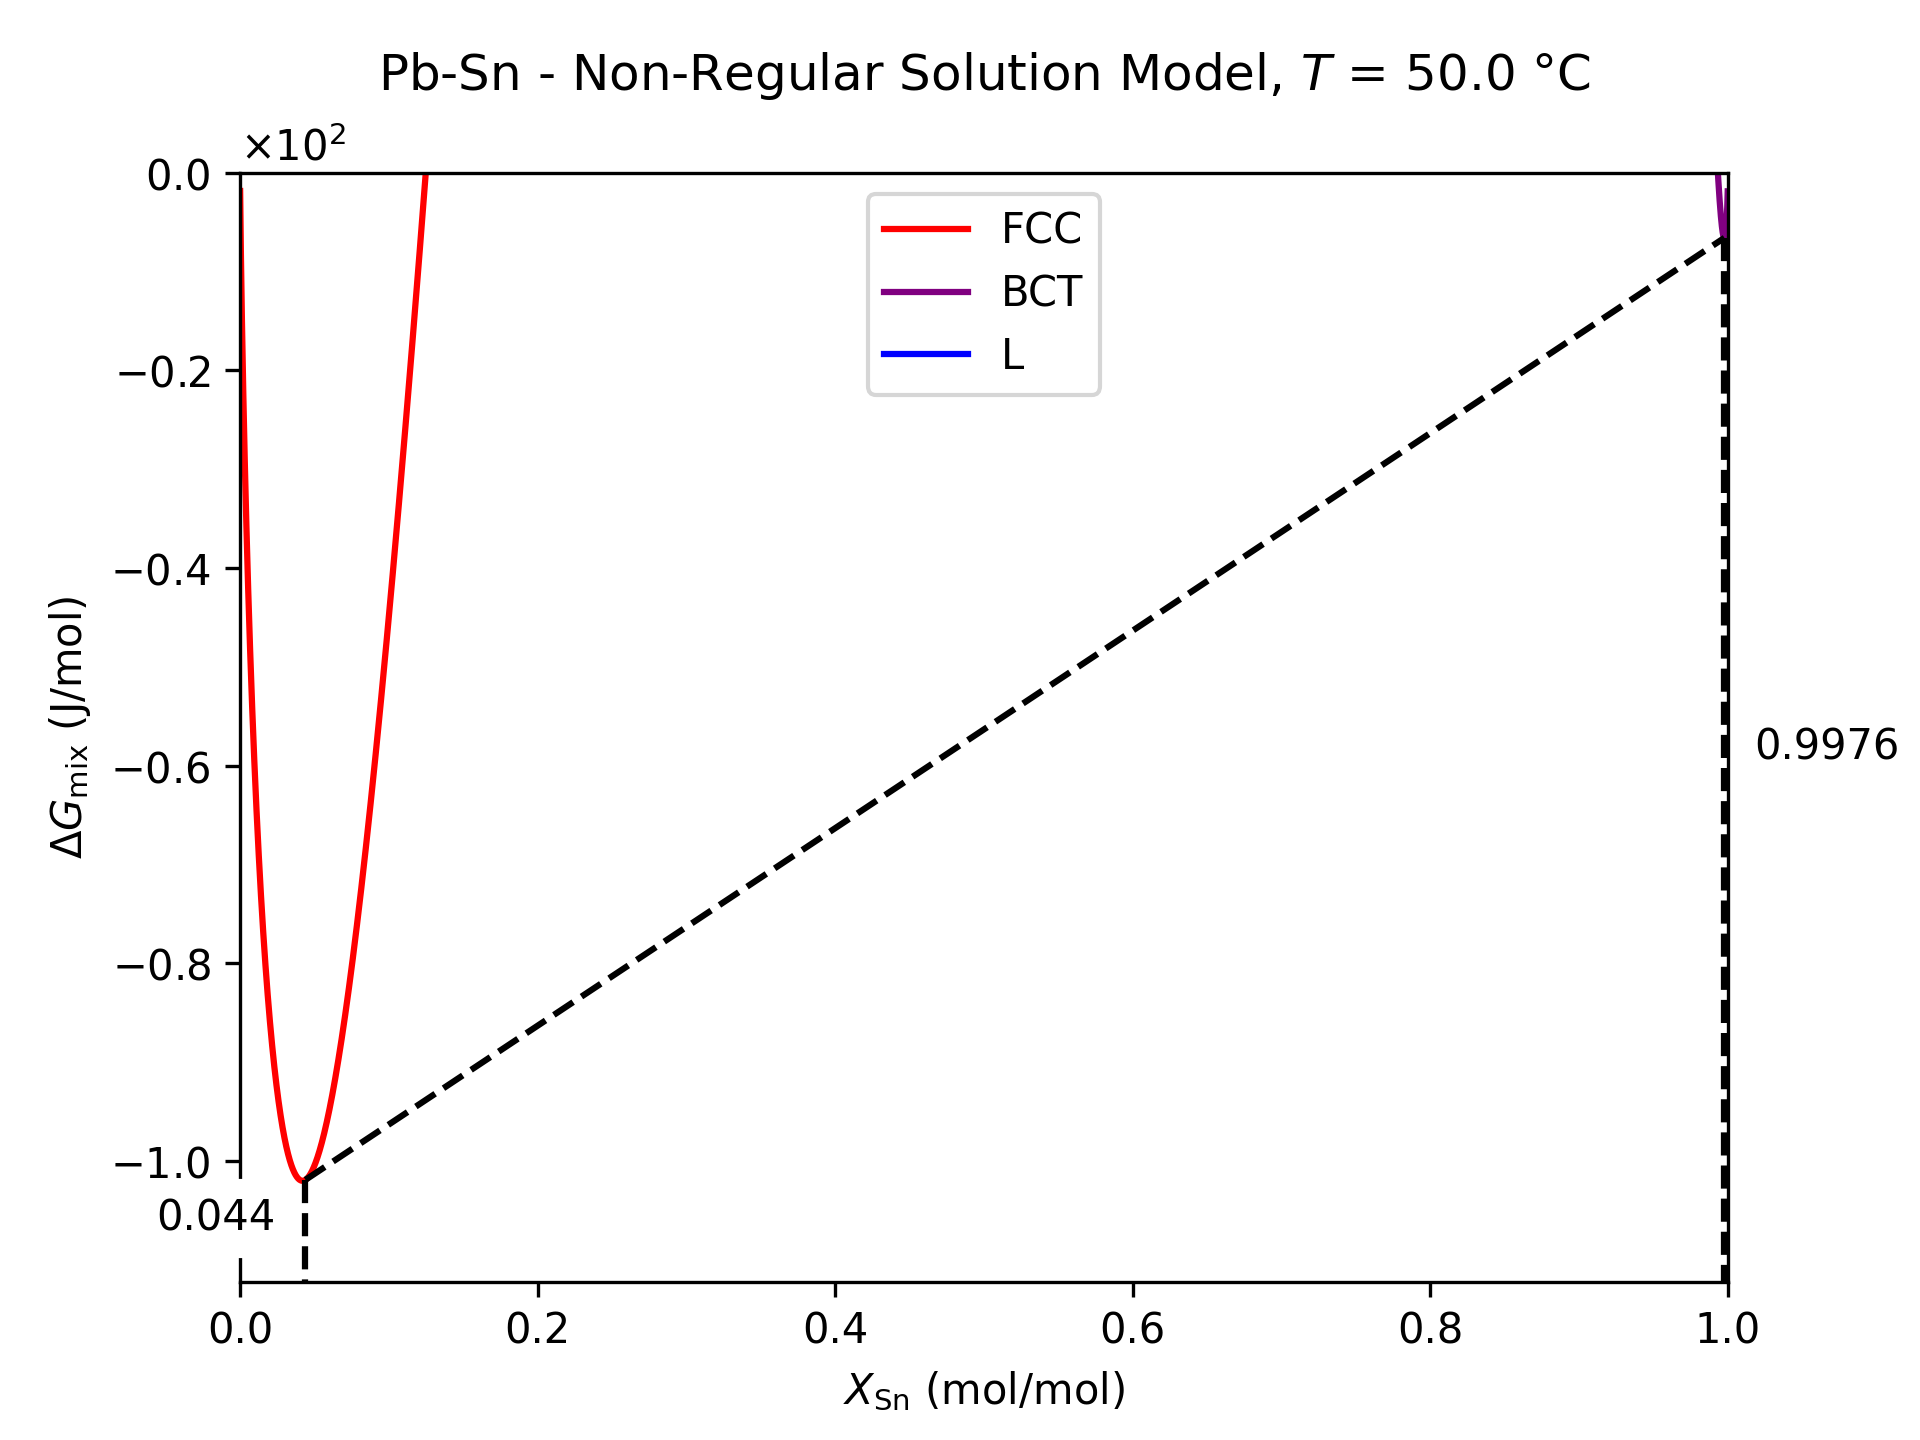 Pb-Sn - Non-Regular Solution Model, T = 50.0 °C
×10²
0.0
−0.2
−0.4
−0.6
−0.8
−1.0
ΔG_mix (J/mol)
FCC
BCT
L
0.9976
0.044
0.0 0.2 0.4 0.6 0.8 1.0
X_Sn (mol/mol)